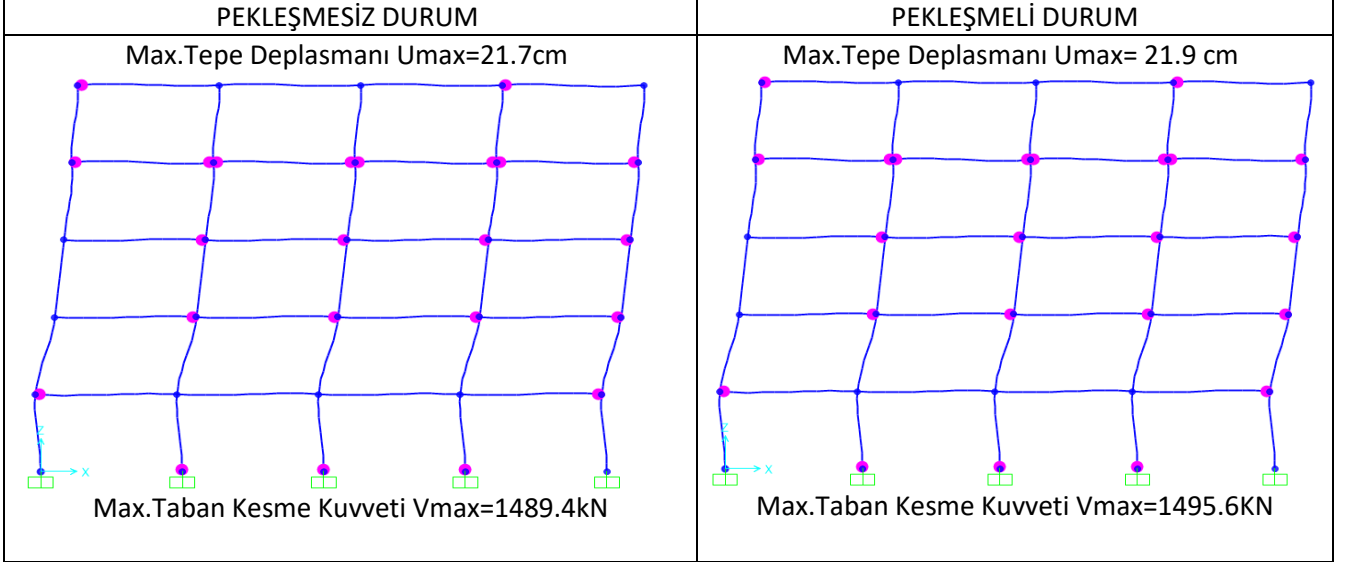 PEKLEŞMESİZ DURUM
PEKLEŞMELİ DURUM
Max.Tepe Deplasmanı Umax=21.7cm
Z
X
Max.Taban Kesme Kuvveti Vmax=1489.4kN
Max.Tepe Deplasmanı Umax= 21.9 cm
Z
X
Max.Taban Kesme Kuvveti Vmax=1495.6KN